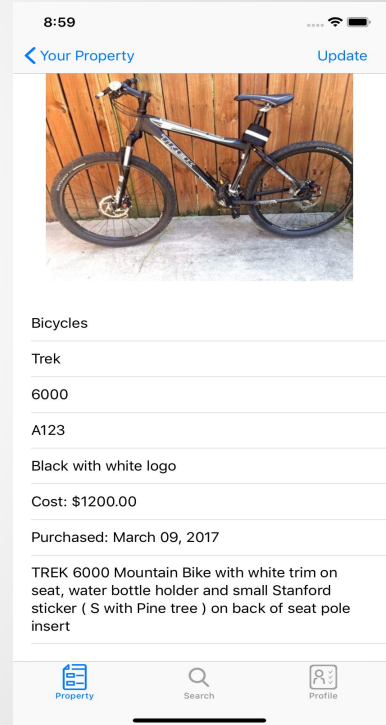 8:59
Your Property
Update
TREK
Bicycles
Trek
6000
A123
Black with white logo
Cost: $1200.00
Purchased: March 09, 2017
TREK 6000 Mountain Bike with white trim on
seat, water bottle holder and small Stanford
sticker ( S with Pine tree ) on back of seat pole
insert
Property
Search
Profile